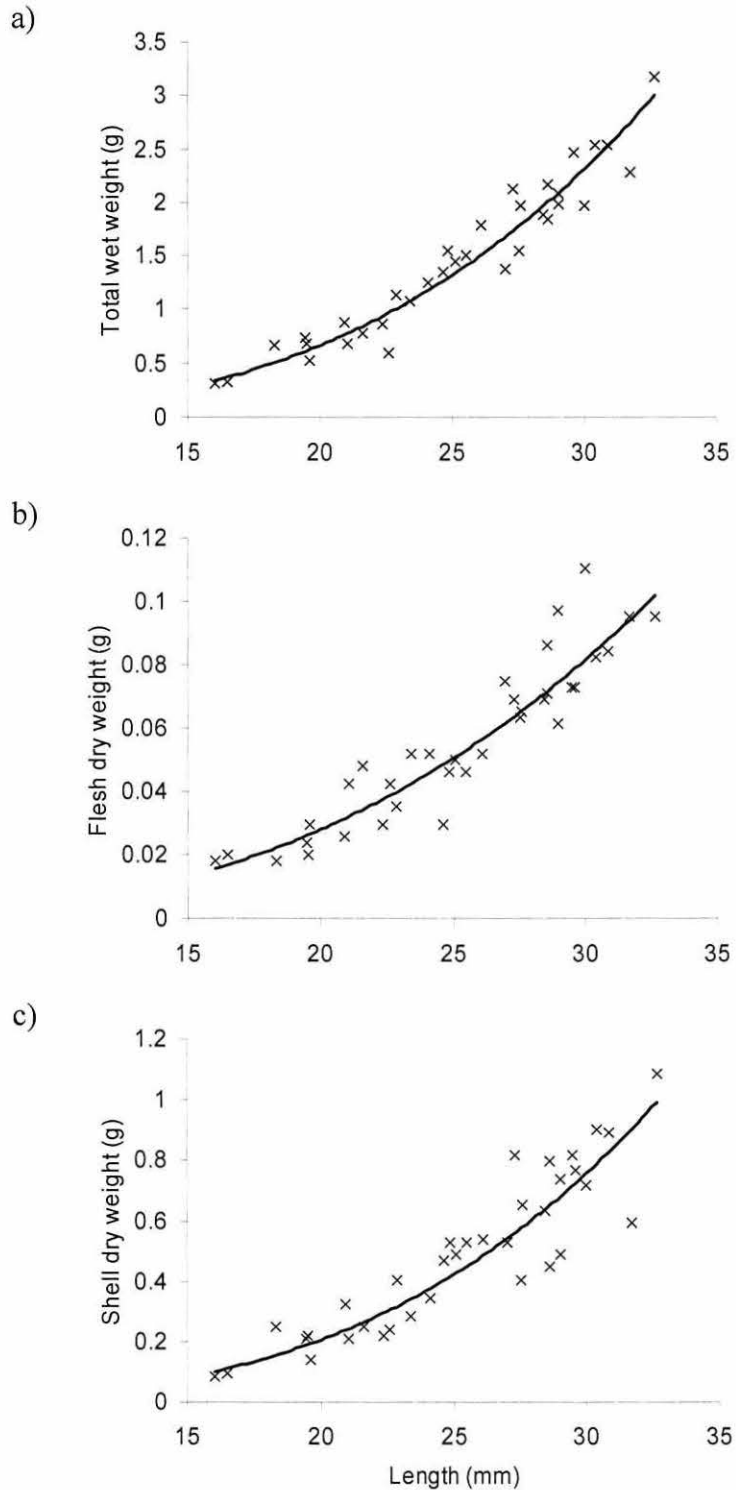 a)
Total wet weight (g)
3.5
3
2.5
2
1.5
1
0.5
0
15 20 25 30 35
b)
Flesh dry weight (g)
0.12
0.1
0.08
0.06
0.04
0.02
0
15 20 25 30 35
c)
Shell dry weight (g)
1.2
1
0.8
0.6
0.4
0.2
0
15 20 25 30 35
Length (mm)